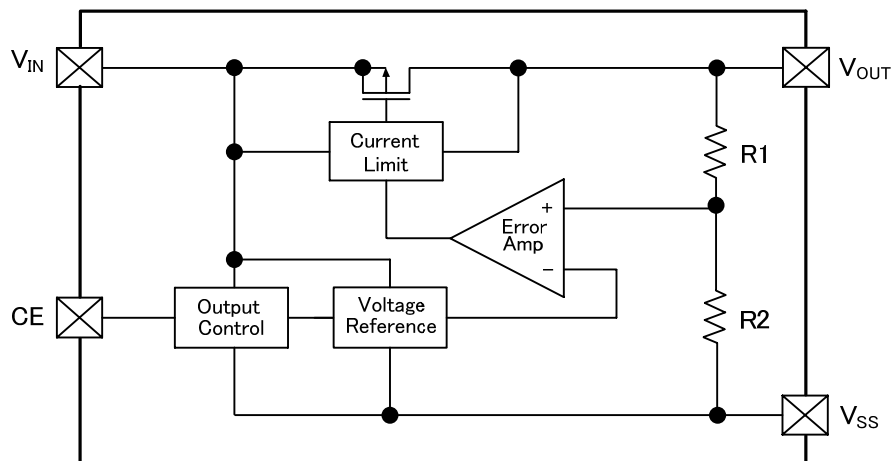 VIN
VOUT
Current
Limit
R1
+
Error
Amp
−
CE
Output
Control
Voltage
Reference
R2
VSS